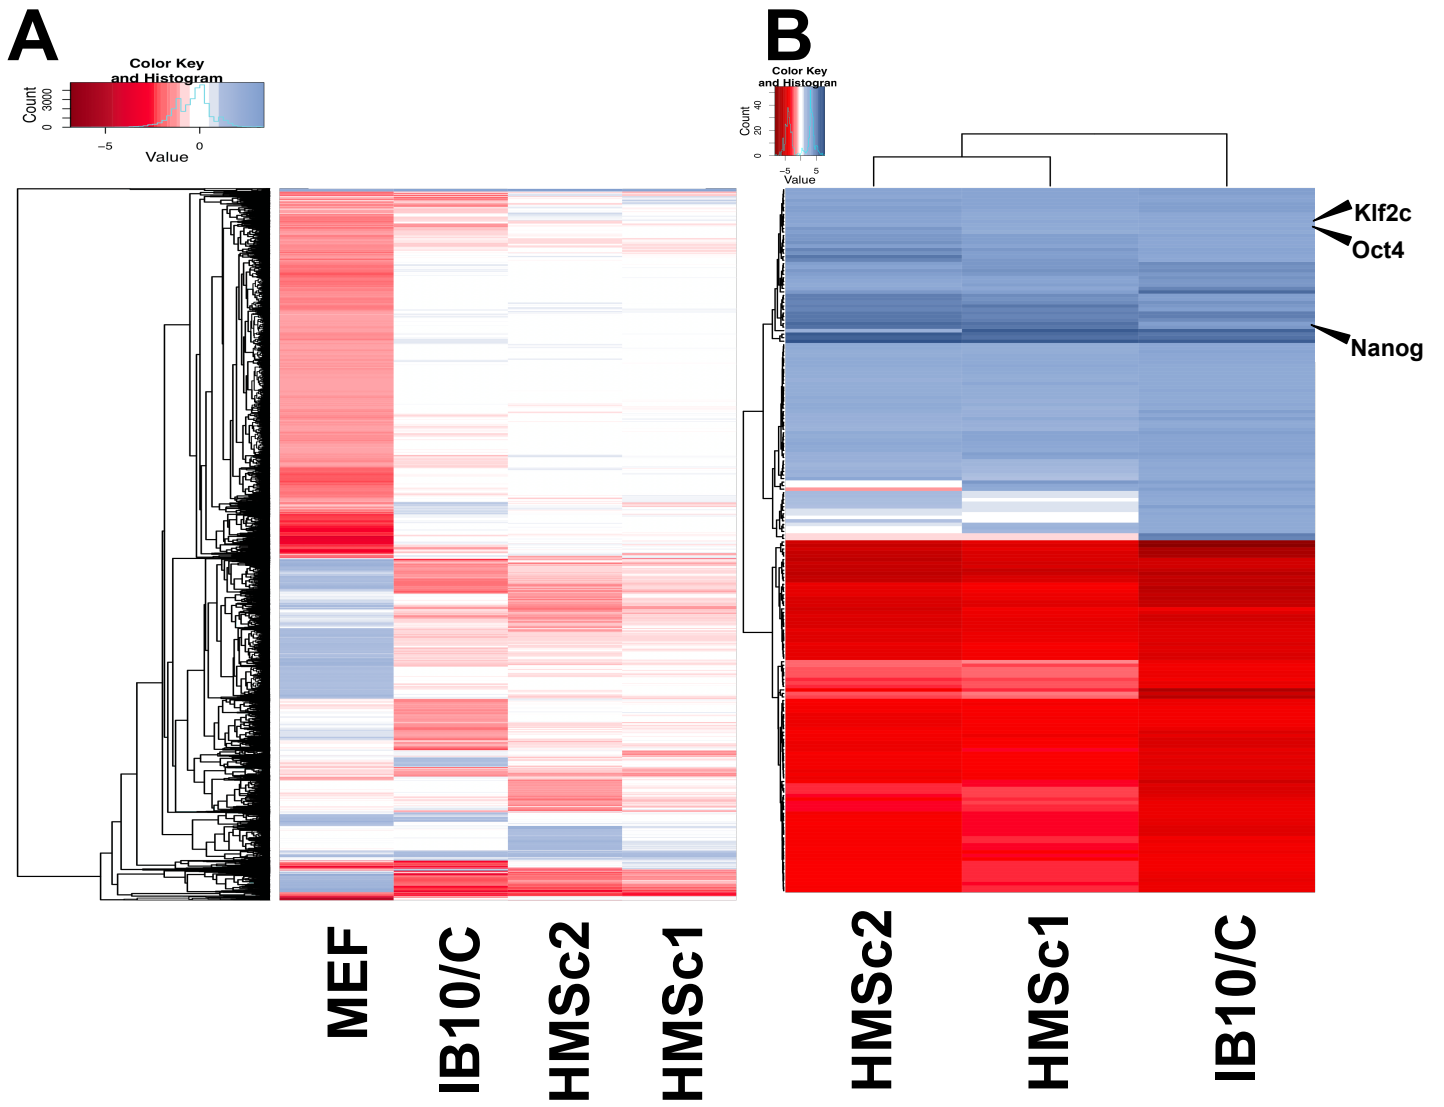 A
Color Key
and Histogram
Count
3000
0
−5
0
Value
B
Color Key
and Histogran
Count
40
20
0
−5
5
Value
Klf2c
Oct4
Nanog
MEF
IB10/C
HMSc2
HMSc1
HMSc2
HMSc1
IB10/C